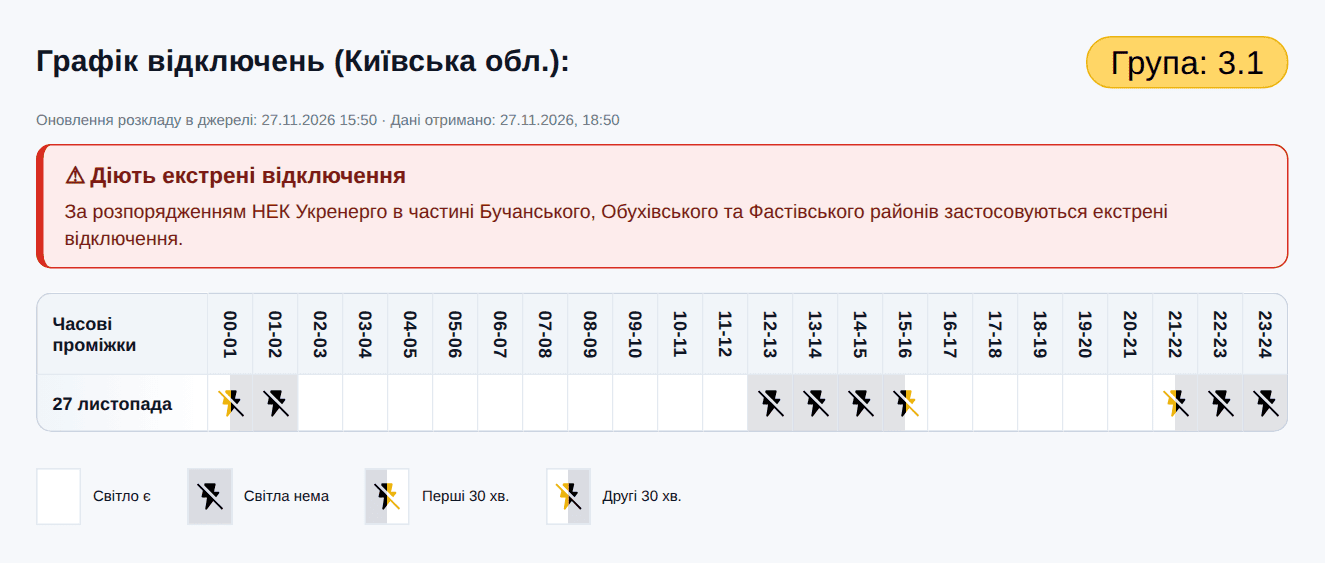 Графік відключень (Київська обл.):
Група: 3.1
Оновлення розкладу в джерелі: 27.11.2026 15:50 · Дані отримано: 27.11.2026, 18:50
⚠ Діють екстрені відключення
За розпорядженням НЕК Укренерго в частині Бучанського, Обухівського та Фастівського районів застосовуються екстрені
відключення.
Часові
проміжки
00-01 01-02 02-03 03-04 04-05 05-06 06-07 07-08 08-09 09-10 10-11 11-12 12-13 13-14 14-15 15-16 16-17 17-18 18-19 19-20 20-21 21-22 22-23 23-24
27 листопада
Світло є
Світла нема
Перші 30 хв.
Другі 30 хв.